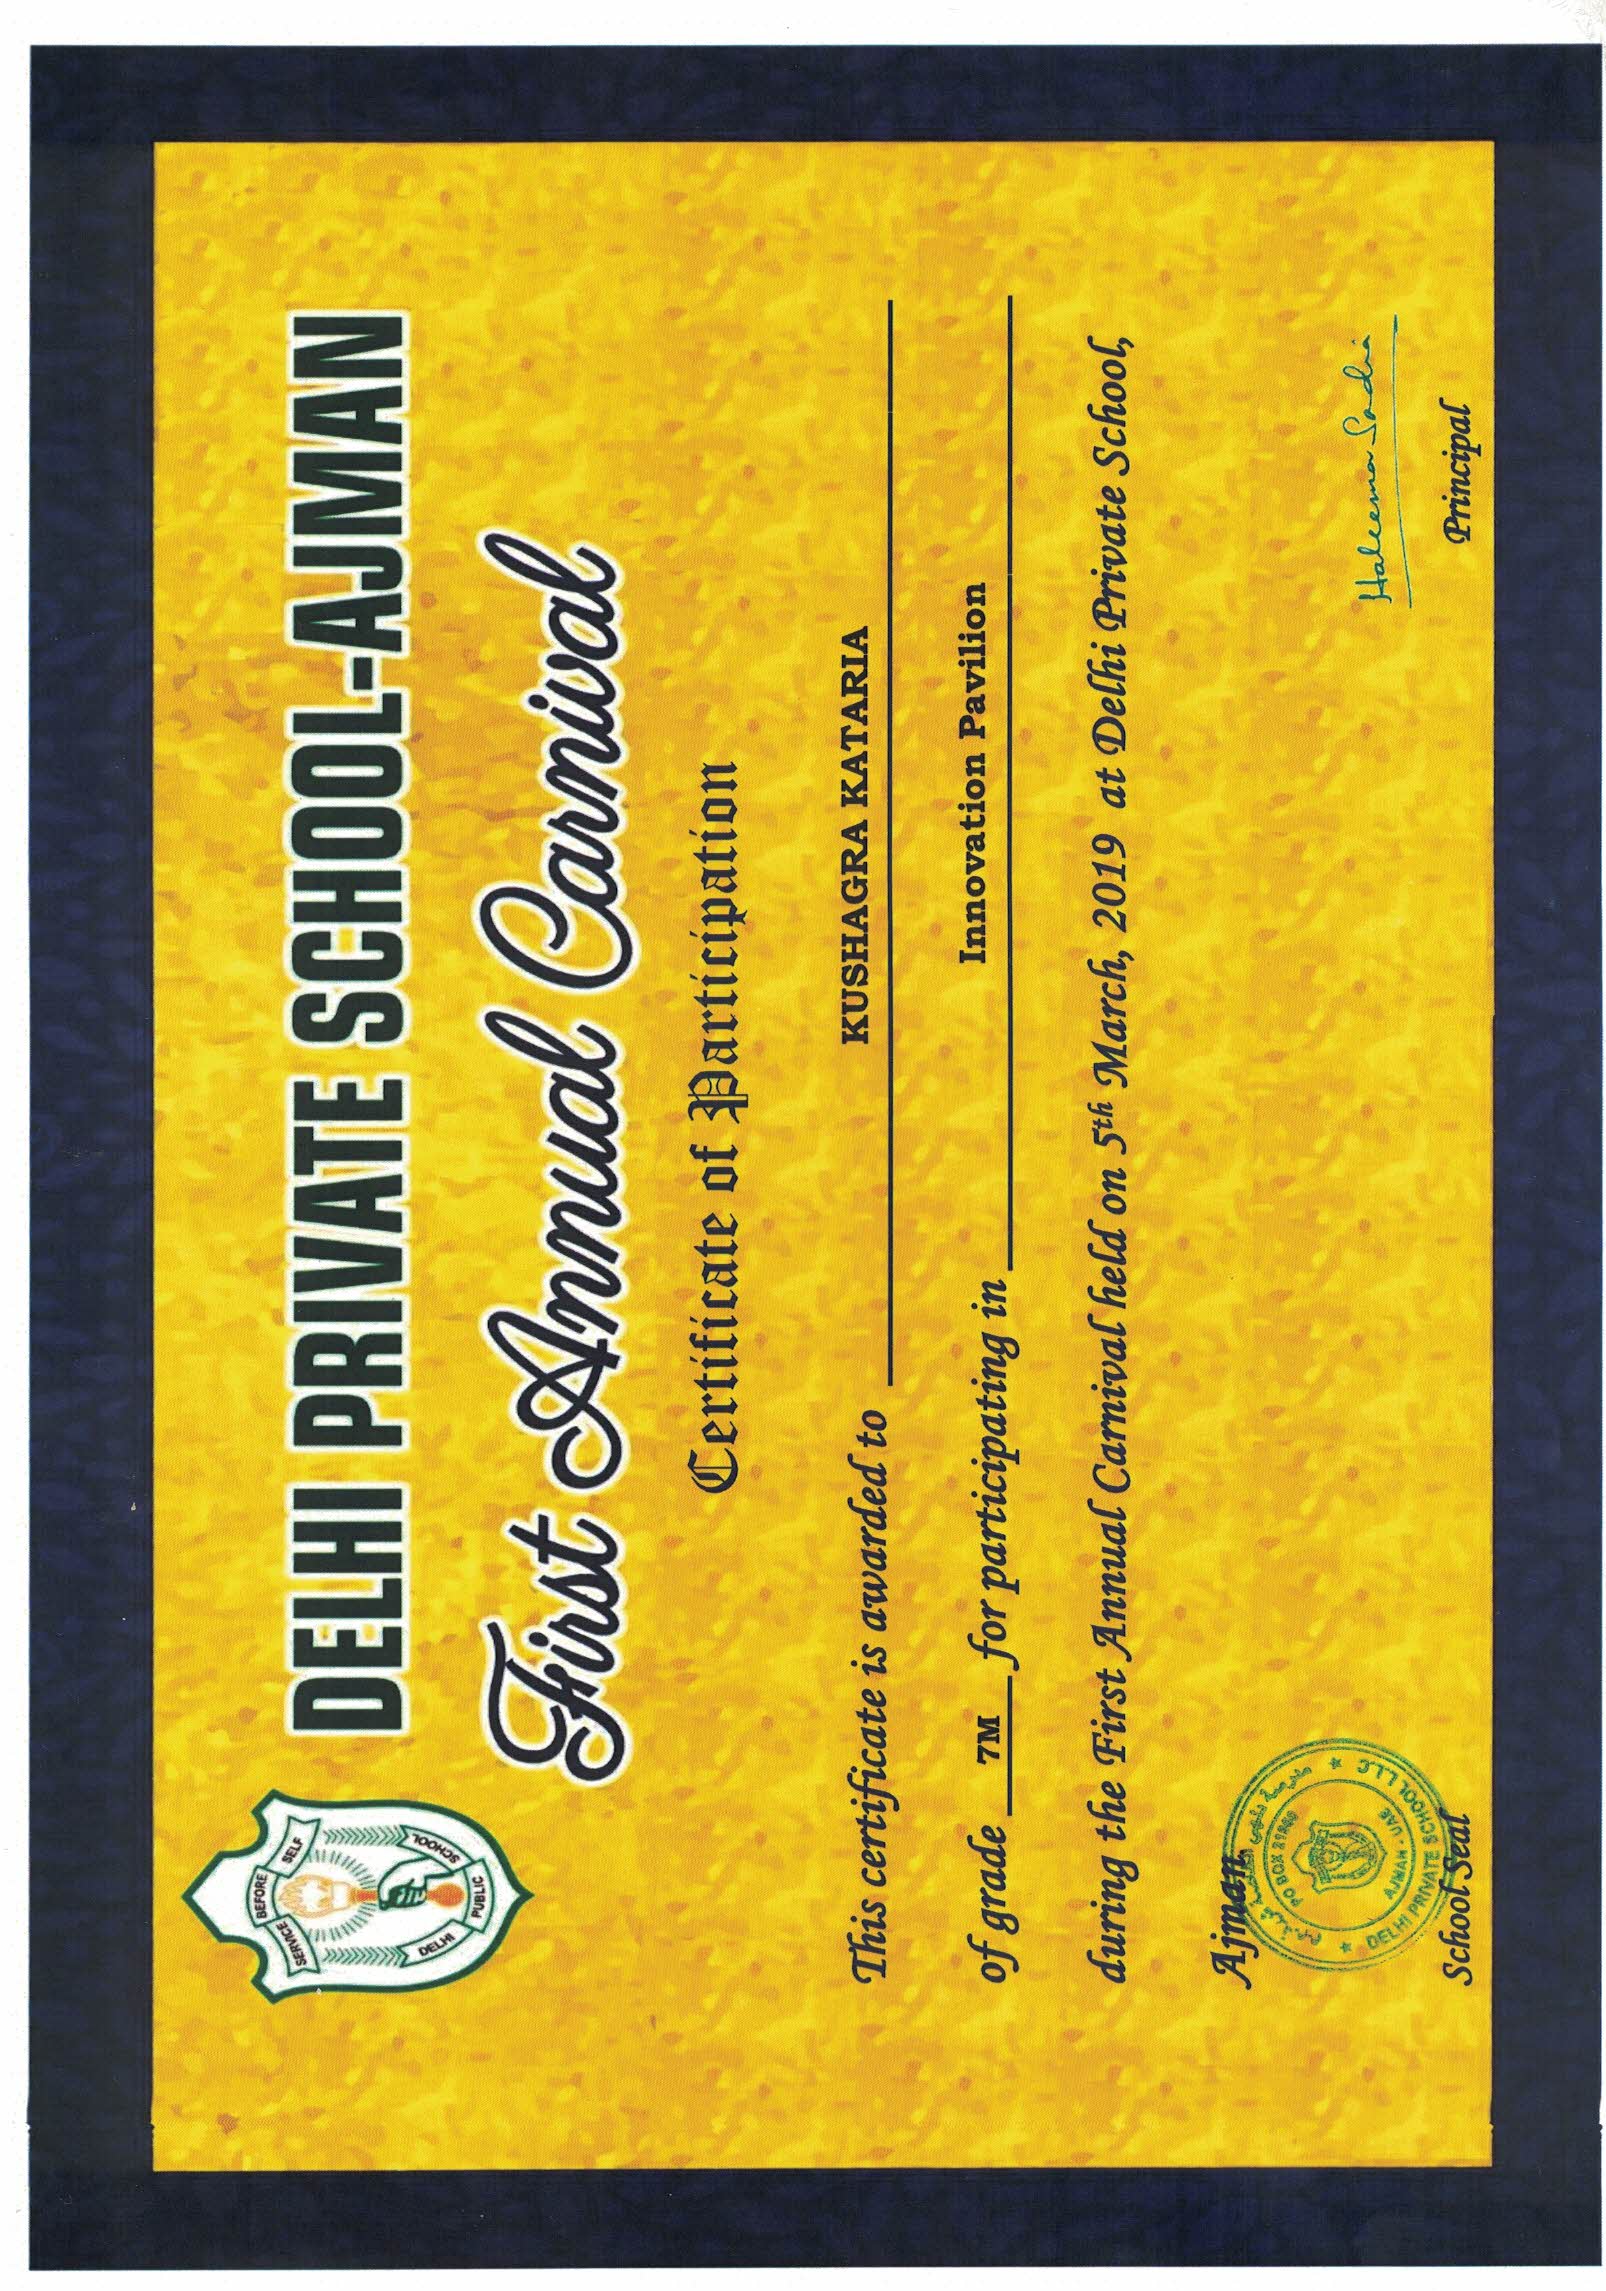 SERVICE BEFORE SELF
DELHI PUBLIC SCHOOL
DELHI PRIVATE SCHOOL-AJMAN
First Annual Carnival
Certificate of Participation
This certificate is awarded to KUSHAGRA KATARIA
of grade 7M for participating in Innovation Pavilion
during the First Annual Carnival held on 5th March, 2019 at Delhi Private School,
Ajman.
مدرسة دلهي الخاصة ش.ذ.م.م
PO BOX
AJMAN - UAE
DELHI PRIVATE SCHOOL L.L.C
Haleema Sadia
School Seal
Principal